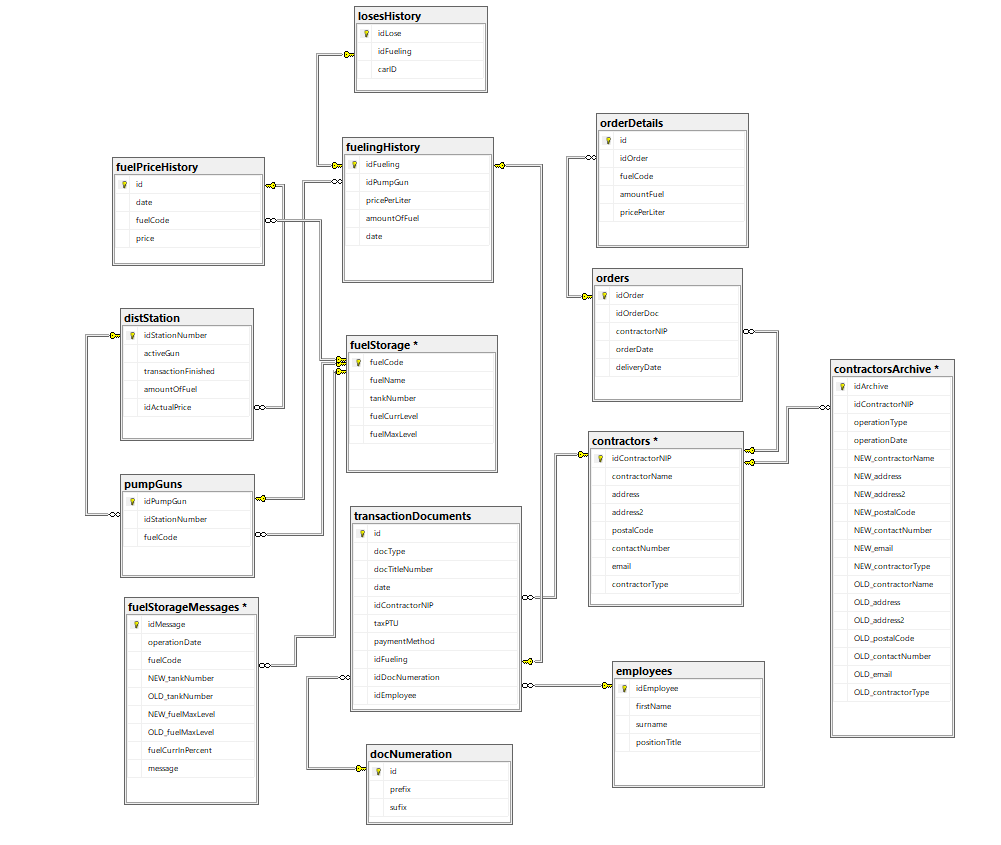 losesHistory
idLose
idFueling
carID
fuelingHistory
idFueling
idPumpGun
pricePerLiter
amountOfFuel
date
orderDetails
id
idOrder
fuelCode
amountFuel
pricePerLiter
fuelPriceHistory
id
date
fuelCode
price
orders
idOrder
idOrderDoc
contractorNIP
orderDate
deliveryDate
distStation
idStationNumber
activeGun
transactionFinished
amountOfFuel
idActualPrice
fuelStorage *
fuelCode
fuelName
tankNumber
fuelCurrLevel
fuelMaxLevel
contractorsArchive *
idArchive
idContractorNIP
operationType
operationDate
NEW_contractorName
NEW_address
NEW_address2
NEW_postalCode
NEW_contactNumber
NEW_email
NEW_contractorType
OLD_contractorName
OLD_address
OLD_address2
OLD_postalCode
OLD_contactNumber
OLD_email
OLD_contractorType
contractors *
idContractorNIP
contractorName
address
address2
postalCode
contactNumber
email
contractorType
pumpGuns
idPumpGun
idStationNumber
fuelCode
transactionDocuments
id
docType
docTitleNumber
date
idContractorNIP
taxPTU
paymentMethod
idFueling
idDocNumeration
idEmployee
fuelStorageMessages *
idMessage
operationDate
fuelCode
NEW_tankNumber
OLD_tankNumber
NEW_fuelMaxLevel
OLD_fuelMaxLevel
fuelCurrInPercent
message
employees
idEmployee
firstName
surname
positionTitle
docNumeration
id
prefix
sufix